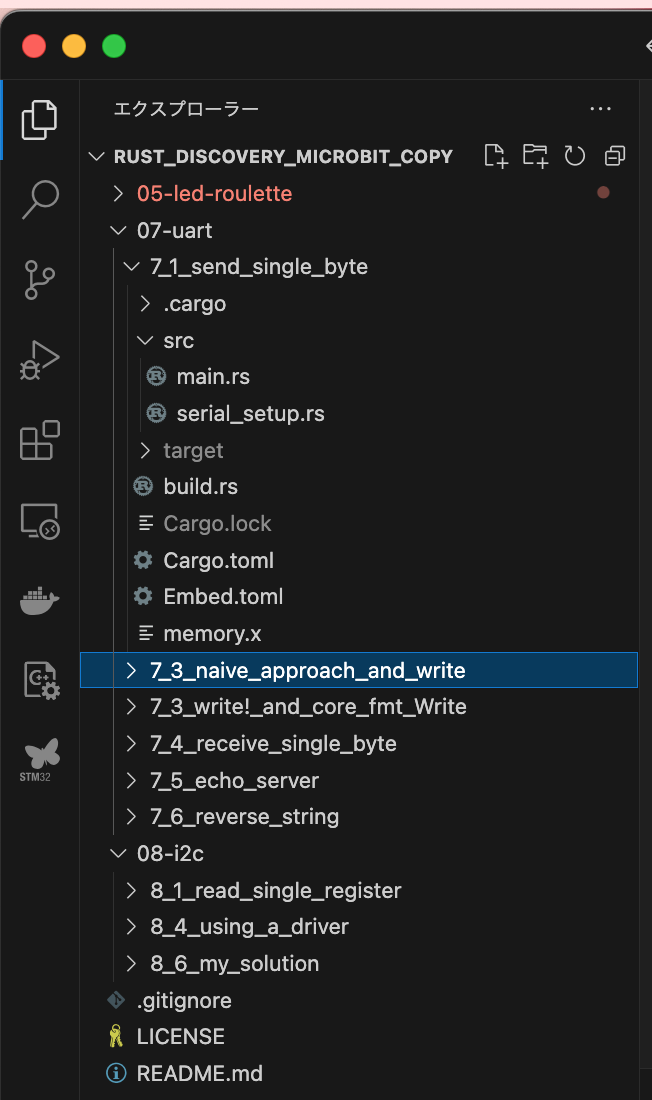 エクスプローラー
RUST_DISCOVERY_MICROBIT_COPY
05-led-roulette
07-uart
7_1_send_single_byte
.cargo
src
main.rs
serial_setup.rs
target
build.rs
Cargo.lock
Cargo.toml
Embed.toml
memory.x
7_3_naive_approach_and_write
7_3_write!_and_core_fmt_Write
7_4_receive_single_byte
7_5_echo_server
7_6_reverse_string
08-i2c
8_1_read_single_register
8_4_using_a_driver
8_6_my_solution
.gitignore
LICENSE
README.md
C++
STM32